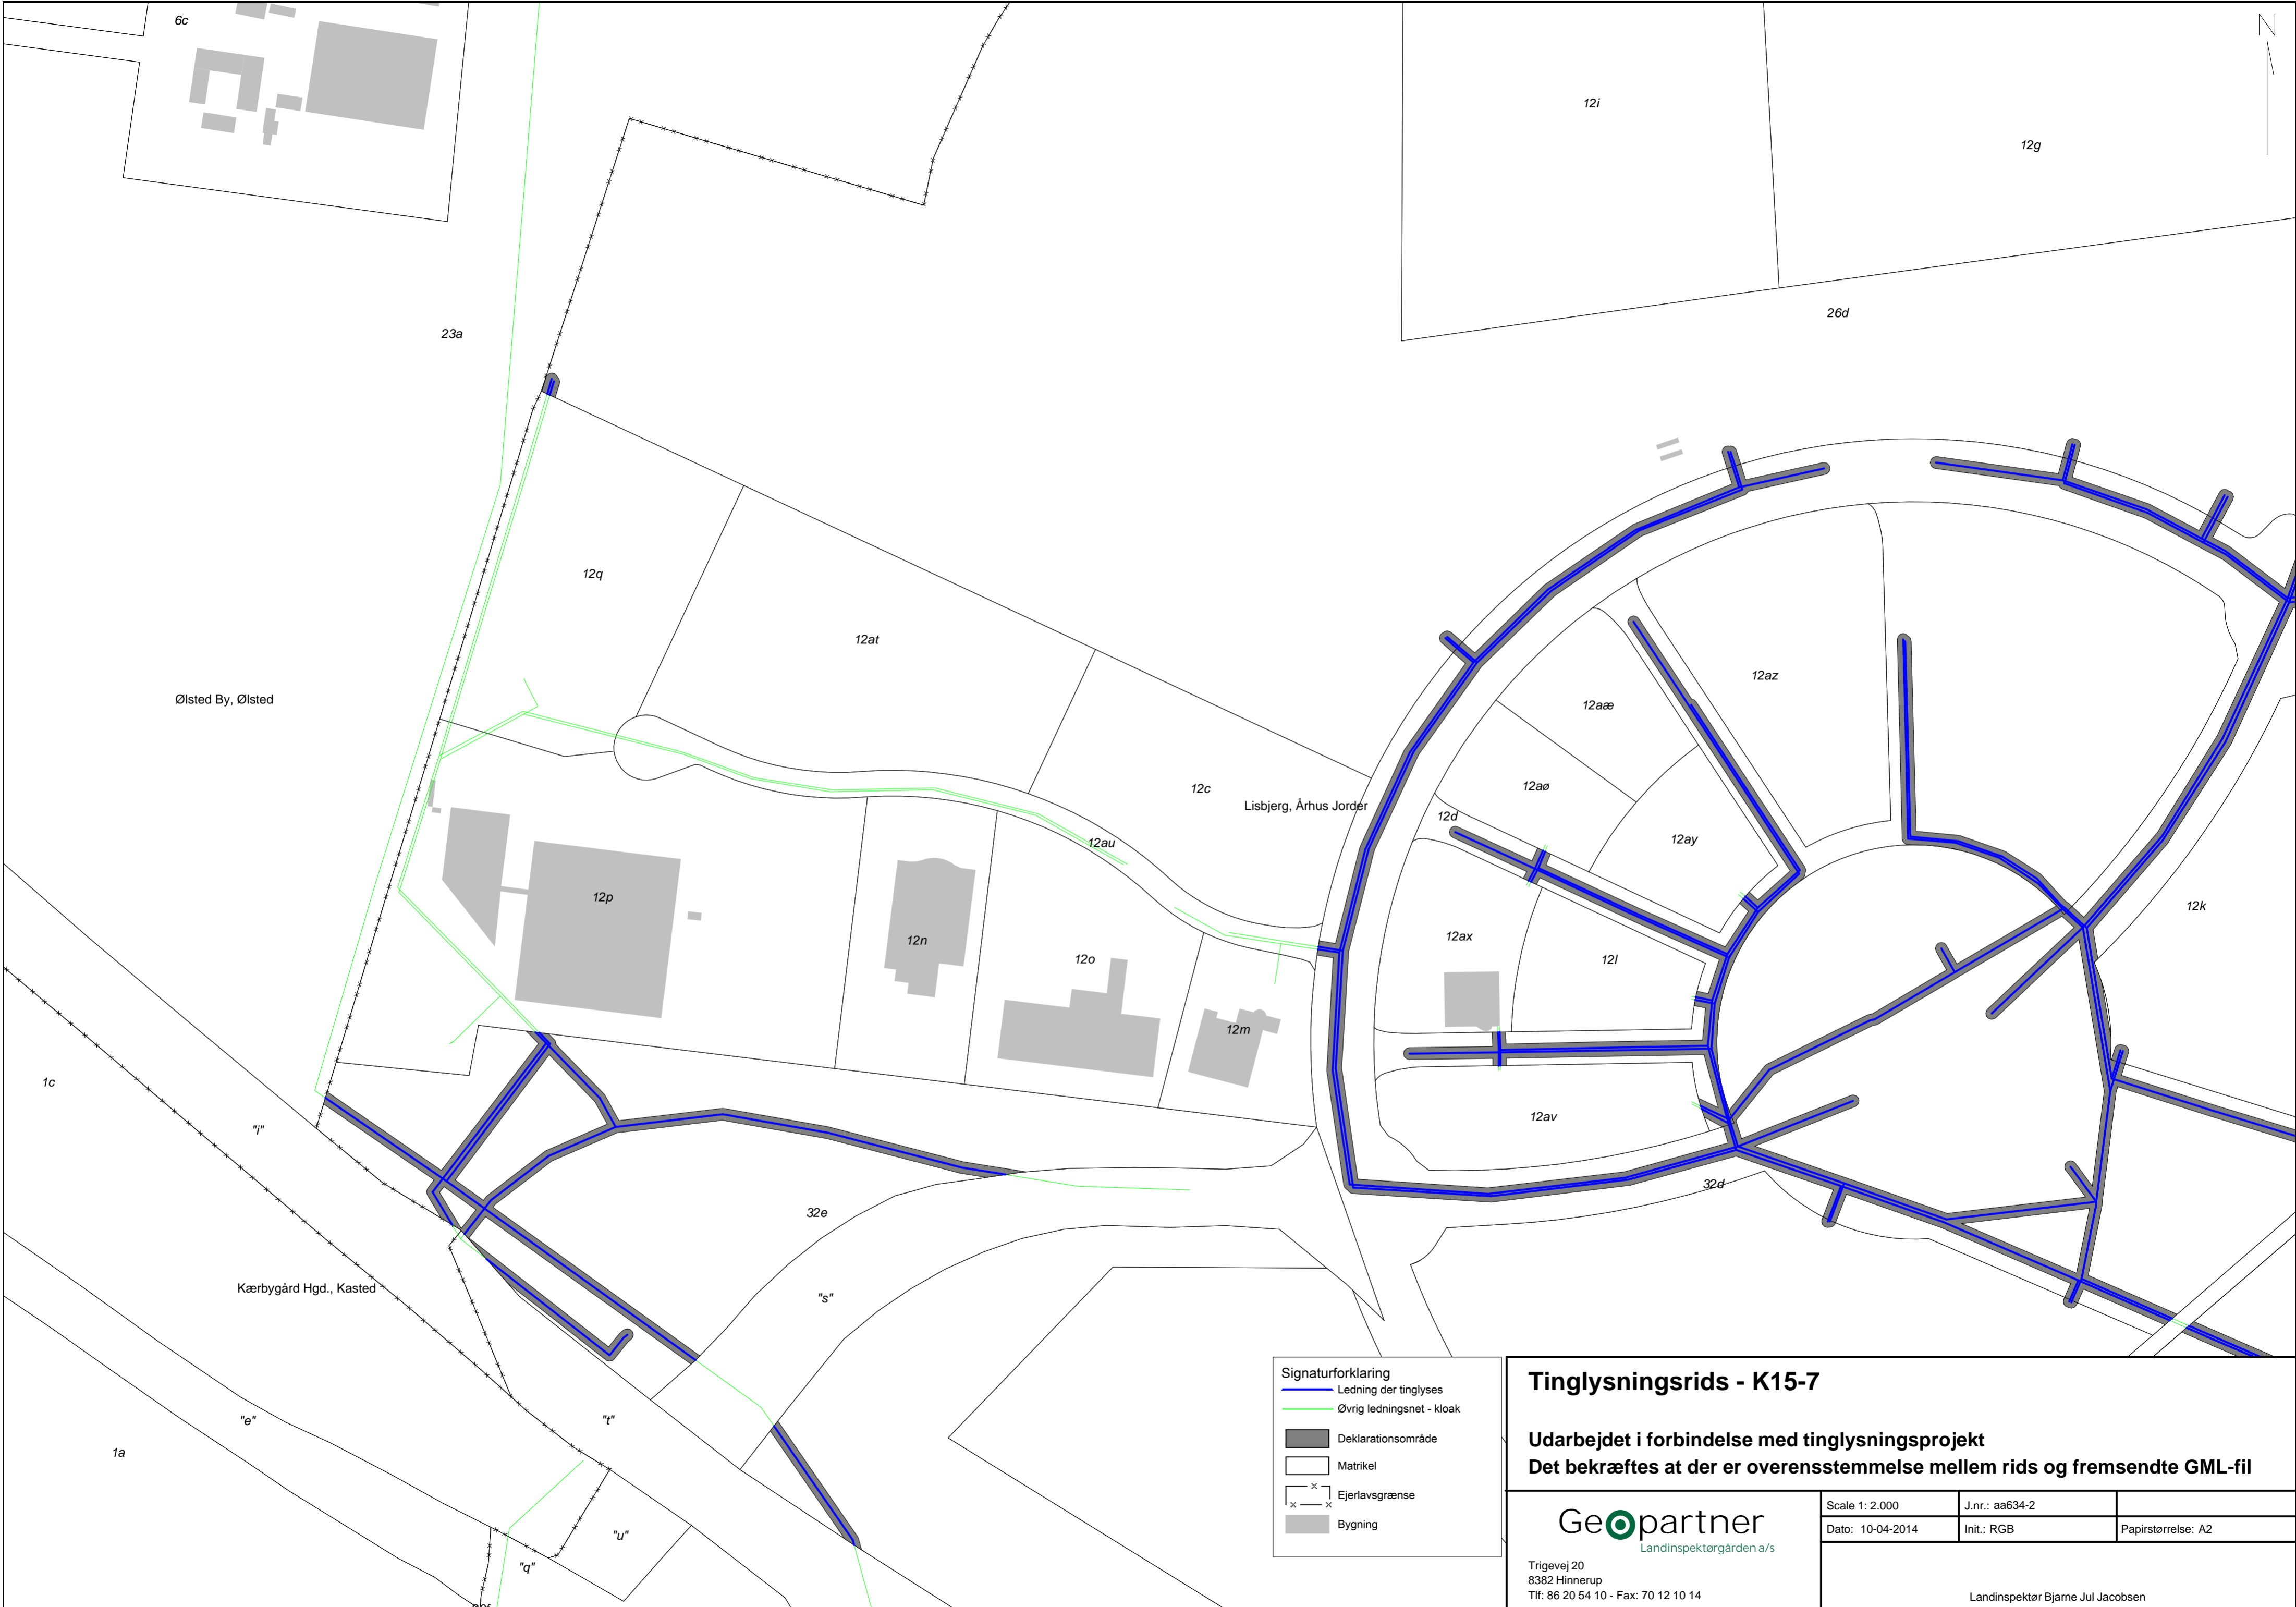 6c
N
12i
12g
26d
23a
12q
12at
12az
12aæ
Ølsted By, Ølsted
12aø
12c
Lisbjerg, Århus Jorder
12d
12ay
12au
12p
12k
12n
12ax
12o
12l
12m
1c
"i"
12av
32d
32e
Kærbygård Hgd., Kasted
"s"
"e"
"t"
1a
"u"
"q"
Signaturforklaring
Ledning der tinglyses
Øvrig ledningsnet - kloak
Deklarationsområde
Matrikel
Ejerlavsgrænse
Bygning
Tinglysningsrids - K15-7
Udarbejdet i forbindelse med tinglysningsprojekt
Det bekræftes at der er overensstemmelse mellem rids og fremsendte GML-fil
Geopartner
Landinspektørgården a/s
Trigevej 20
8382 Hinnerup
Tlf: 86 20 54 10 - Fax: 70 12 10 14
Scale 1: 2.000
J.nr.: aa634-2
Dato: 10-04-2014
Init.: RGB
Papirstørrelse: A2
Landinspektør Bjarne Jul Jacobsen